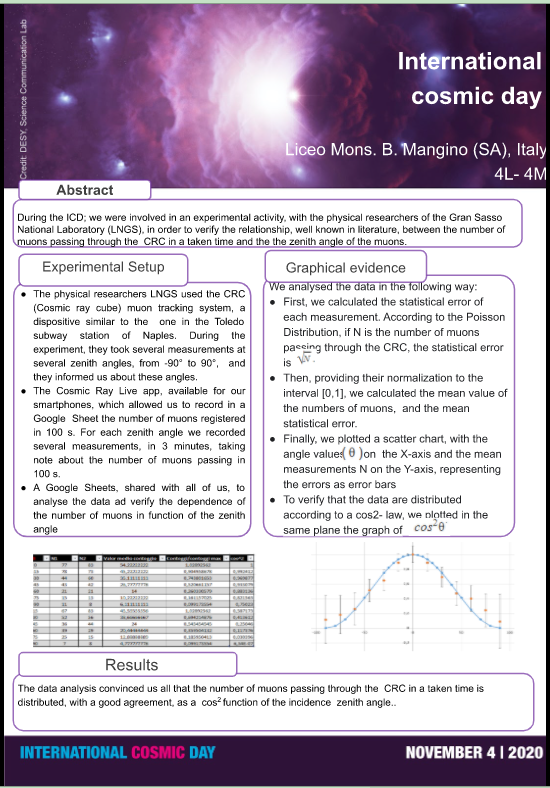 Credit: DESY, Science Communication Lab
International
cosmic day
Liceo Mons. B. Mangino (SA), Italy
4L- 4M
Abstract
During the ICD; we were involved in an experimental activity, with the physical researchers of the Gran Sasso
National Laboratory (LNGS), in order to verify the relationship, well known in literature, between the number of
muons passing through the CRC in a taken time and the the zenith angle of the muons.
Experimental Setup
● The physical researchers LNGS used the CRC
(Cosmic ray cube) muon tracking system, a
dispositive similar to the one in the Toledo
subway station of Naples. During the
experiment, they took several measurements at
several zenith angles, from -90° to 90°, and
they informed us about these angles.
● The Cosmic Ray Live app, available for our
smartphones, which allowed us to record in a
Google Sheet the number of muons registered
in 100 s. For each zenith angle we recorded
several measurements, in 3 minutes, taking
note about the number of muons passing in
100 s.
● A Google Sheets, shared with all of us, to
analyse the data ad verify the dependence of
the number of muons in function of the zenith
angle
Graphical evidence
We analysed the data in the following way:
● First, we calculated the statistical error of
each measurement. According to the Poisson
Distribution, if N is the number of muons
passing through the CRC, the statistical error
is √N.
● Then, providing their normalization to the
interval [0,1], we calculated the mean value of
the numbers of muons, and the mean
statistical error.
● Finally, we plotted a scatter chart, with the
angle values (θ) on the X-axis and the mean
measurements N on the Y-axis, representing
the errors as error bars
● To verify that the data are distributed
according to a cos2- law, we plotted in the
same plane the graph of cos²θ
N1 N2 Valor medio conteggio Conteggi/conteggi max cos^2
Results
The data analysis convinced us all that the number of muons passing through the CRC in a taken time is
distributed, with a good agreement, as a cos² function of the incidence zenith angle..
INTERNATIONAL COSMIC DAY
NOVEMBER 4 | 2020